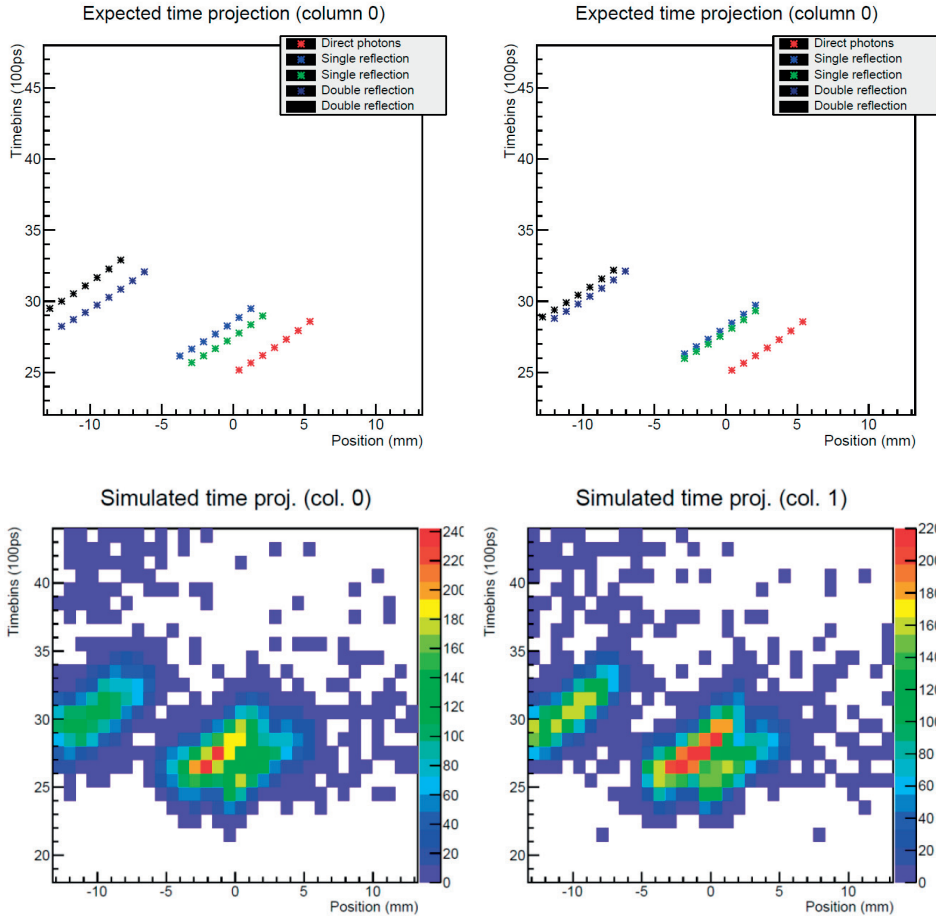 Expected time projection (column 0)
Timebins (100ps)
Direct photons
Single reflection
Single reflection
Double reflection
Double reflection
45
40
35
30
25
-10
-5
0
5
10
Position (mm)
Expected time projection (column 0)
Timebins (100ps)
Direct photons
Single reflection
Single reflection
Double reflection
Double reflection
45
40
35
30
25
-10
-5
0
5
10
Position (mm)
Simulated time proj. (col. 0)
Timebins (100ps)
40
35
30
25
20
-10
-5
0
5
10
Position (mm)
240
220
200
180
160
140
120
100
80
60
40
20
0
Simulated time proj. (col. 1)
Timebins (100ps)
40
35
30
25
20
-10
-5
0
5
10
Position (mm)
220
200
180
160
140
120
100
80
60
40
20
0